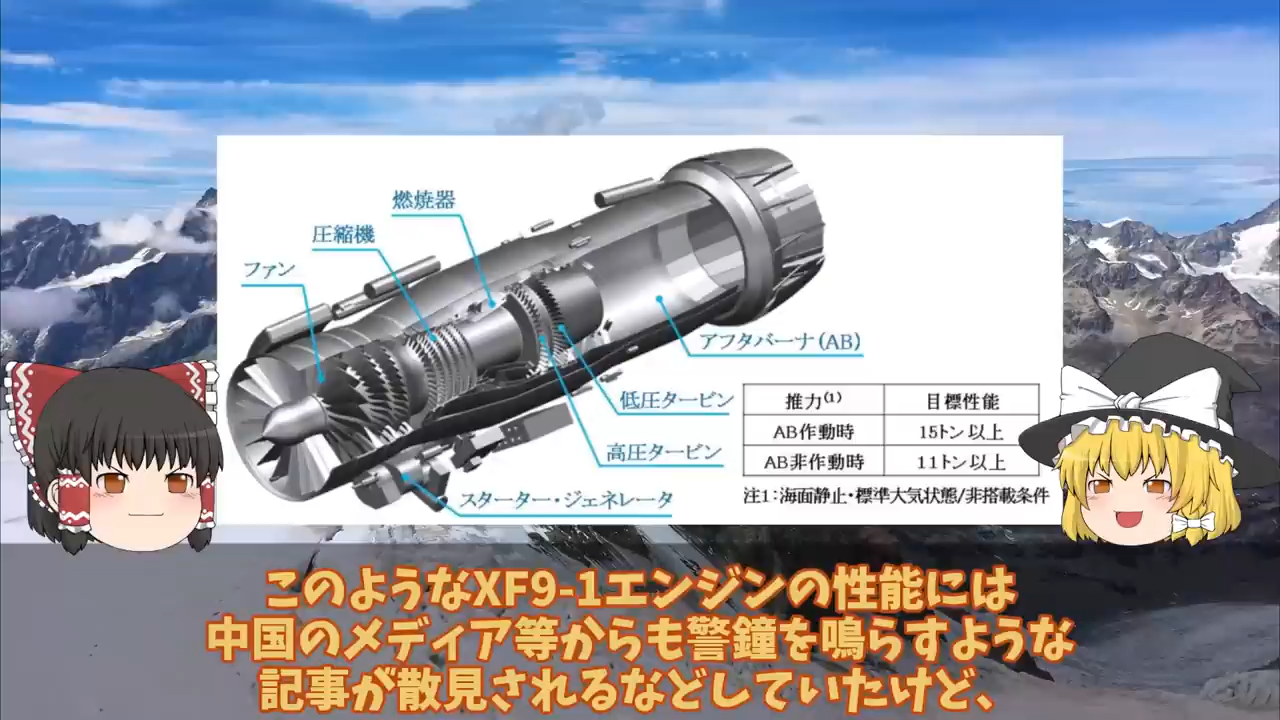 燃焼器
圧縮機
ファン
アフタバーナ(AB)
低圧タービン
高圧タービン
スターター・ジェネレータ
推力(1) 目標性能
AB作動時 15トン以上
AB非作動時 11トン以上
注1:海面静止・標準大気状態/非搭載条件
このようなXF9-1エンジンの性能には
中国のメディア等からも警鐘を鳴らすような
記事が散見されるなどしていたけど、